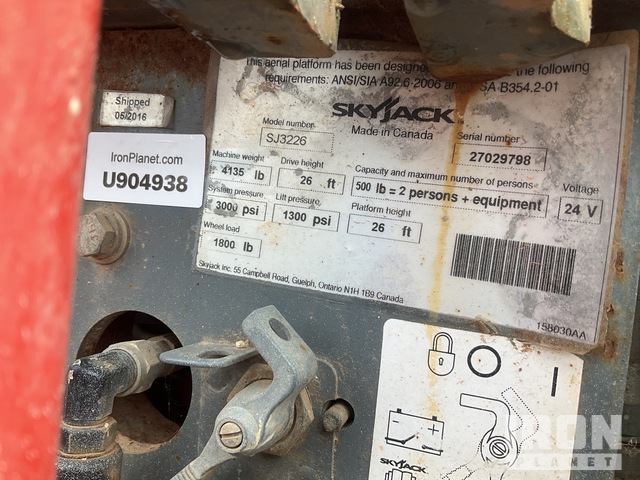 This aerial platform has been designed the following
requirements: ANSI/SIA A92.6-2006 SA B354.2-01
SKYJACK
Made in Canada
Shipped
05/2016
IronPlanet.com
U904938
Model number
SJ3226
Serial number
27029798
Machine weight
4135 lb
Drive height
26 ft
Capacity and maximum number of persons
500 lb = 2 persons + equipment
Voltage
24 V
System pressure
3000 psi
Lift pressure
1300 psi
Platform height
26 ft
Wheel load
1800 lb
Skyjack Inc. 55 Campbell Road, Guelph, Ontario N1H 1B9 Canada
158030AA
SKYJACK
IRON
PLANET